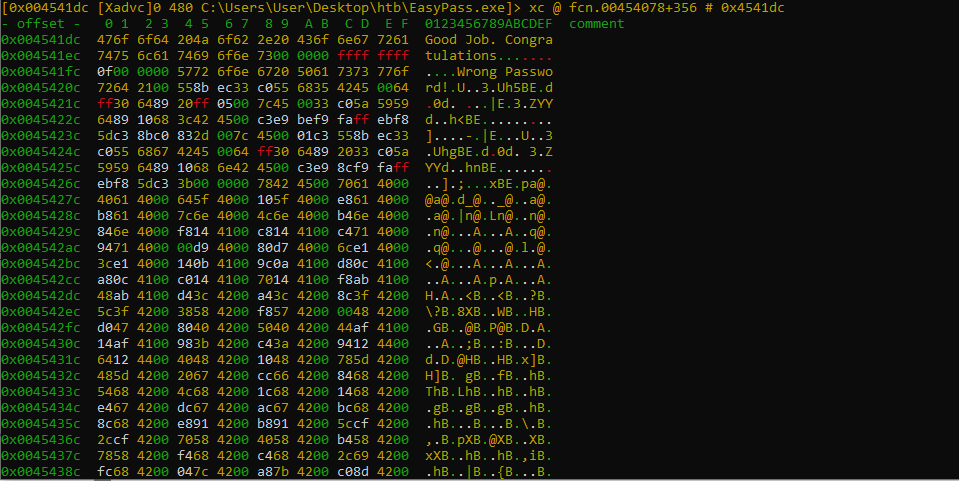 [0x004541dc [Xadvc]0 480 C:\Users\User\Desktop\htb\EasyPass.exe]> xc @ fcn.00454078+356 # 0x4541dc
- offset -   0 1  2 3  4 5  6 7  8 9  A B  C D  E F  0123456789ABCDEF  comment
0x004541dc  476f 6f64 204a 6f62 2e20 436f 6e67 7261  Good Job. Congra
0x004541ec  7475 6c61 7469 6f6e 7300 0000 ffff ffff  tulations.......
0x004541fc  0f00 0000 5772 6f6e 6720 5061 7373 776f  ....Wrong Passwo
0x0045420c  7264 2100 558b ec33 c055 6835 4245 0064  rd!.U..3.Uh5BE.d
0x0045421c  ff30 6489 20ff 0500 7c45 0033 c05a 5959  .0d. ...|E.3.ZYY
0x0045422c  6489 1068 3c42 4500 c3e9 bef9 faff ebf8  d..h<BE.........
0x0045423c  5dc3 8bc0 832d 007c 4500 01c3 558b ec33  ]....-.|E...U..3
0x0045424c  c055 6867 4245 0064 ff30 6489 2033 c05a  .UhgBE.d.0d. 3.Z
0x0045425c  5959 6489 1068 6e42 4500 c3e9 8cf9 faff  YYd..hnBE.......
0x0045426c  ebf8 5dc3 3b00 0000 7842 4500 7061 4000  ..].;...xBE.pa@.
0x0045427c  4061 4000 645f 4000 105f 4000 e861 4000  @a@.d_@.._@..a@.
0x0045428c  b861 4000 7c6e 4000 4c6e 4000 b46e 4000  .a@.|n@.Ln@..n@.
0x0045429c  846e 4000 f814 4100 c814 4100 c471 4000  .n@...A...A..q@.
0x004542ac  9471 4000 00d9 4000 80d7 4000 6ce1 4000  .q@...@...@.l.@.
0x004542bc  3ce1 4000 140b 4100 9c0a 4100 d80c 4100  <.@...A...A...A.
0x004542cc  a80c 4100 c014 4100 7014 4100 f8ab 4100  ..A...A.p.A...A.
0x004542dc  48ab 4100 d43c 4200 a43c 4200 8c3f 4200  H.A..<B..<B..?B.
0x004542ec  5c3f 4200 3858 4200 f857 4200 0048 4200  \?B.8XB..WB..HB.
0x004542fc  d047 4200 8040 4200 5040 4200 44af 4100  .GB..@B.P@B.D.A.
0x0045430c  14af 4100 983b 4200 c43a 4200 9412 4400  ..A..;B..:B...D.
0x0045431c  6412 4400 4048 4200 1048 4200 785d 4200  d.D.@HB..HB.x]B.
0x0045432c  485d 4200 2067 4200 cc66 4200 8468 4200  H]B. gB..fB..hB.
0x0045433c  5468 4200 4c68 4200 1c68 4200 1468 4200  ThB.LhB..hB..hB.
0x0045434c  e467 4200 dc67 4200 ac67 4200 bc68 4200  .gB..gB..gB..hB.
0x0045435c  8c68 4200 e891 4200 b891 4200 5ccf 4200  .hB...B...B.\.B.
0x0045436c  2ccf 4200 7058 4200 4058 4200 b458 4200  ,.B.pXB.@XB..XB.
0x0045437c  7858 4200 f468 4200 c468 4200 2c69 4200  xXB..hB..hB.,iB.
0x0045438c  fc68 4200 047c 4200 a87b 4200 c08d 4200  .hB..|B..{B...B.